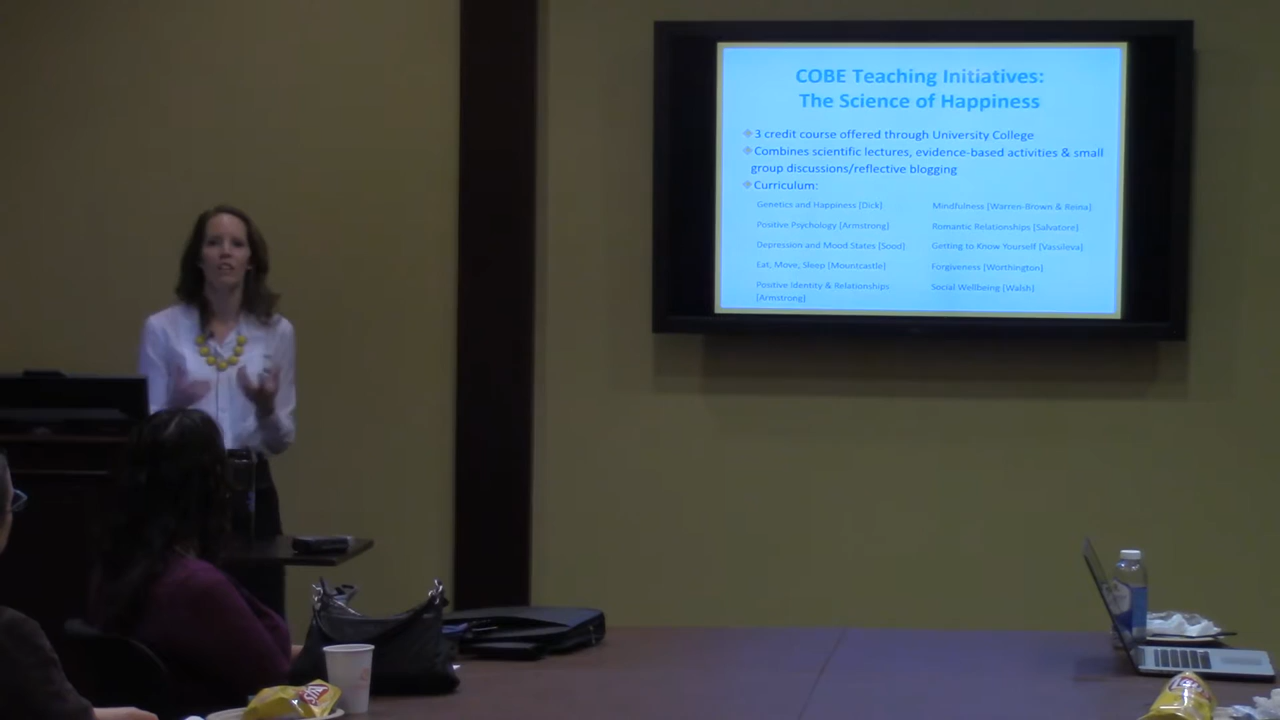 COBE Teaching Initiatives:
The Science of Happiness
3 credit course offered through University College
Combines scientific lectures, evidence-based activities & small
group discussions/reflective blogging
Curriculum:
Genetics and Happiness [Dick]
Positive Psychology [Armstrong]
Depression and Mood States [Sood]
Eat, Move, Sleep [Mountcastle]
Positive Identity & Relationships
[Armstrong]
Mindfulness [Warren-Brown & Reina]
Romantic Relationships [Salvatore]
Getting to Know Yourself [Vassileva]
Forgiveness [Worthington]
Social Wellbeing [Walsh]